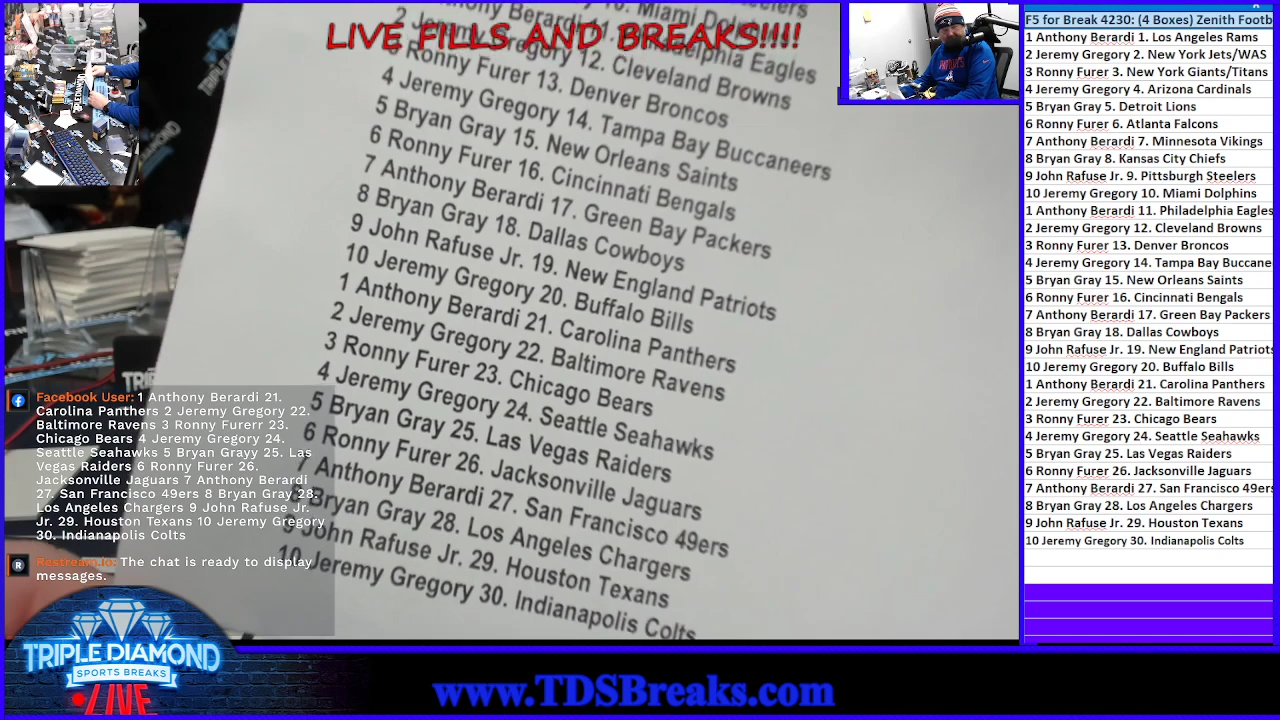 LIVE FILLS AND BREAKS!!!!
Miami
Philadelphia Eagles
2 Jeremy Gregory 12. Cleveland Browns
Ronny Furer 13. Denver Broncos
4 Jeremy Gregory 14. Tampa Bay Buccaneers
5 Bryan Gray 15. New Orleans Saints
6 Ronny Furer 16. Cincinnati Bengals
7 Anthony Berardi 17. Green Bay Packers
8 Bryan Gray 18. Dallas Cowboys
9 John Rafuse Jr. 19. New England Patriots
10 Jeremy Gregory 20. Buffalo Bills
1 Anthony Berardi 21. Carolina Panthers
2 Jeremy Gregory 22. Baltimore Ravens
3 Ronny Furer 23. Chicago Bears
4 Jeremy Gregory 24. Seattle Seahawks
5 Bryan Gray 25. Las Vegas Raiders
6 Ronny Furer 26. Jacksonville Jaguars
7 Anthony Berardi 27. San Francisco 49ers
Bryan Gray 28. Los Angeles Chargers
9 John Rafuse Jr. 29. Houston Texans
10 Jeremy Gregory 30. Indianapolis Colts
Facebook User: 1 Anthony Berardi 21.
Carolina Panthers 2 Jeremy Gregory 22.
Baltimore Ravens 3 Ronny Furerr 23.
Chicago Bears 4 Jeremy Gregory 24.
Seattle Seahawks 5 Bryan Grayy 25. Las
Vegas Raiders 6 Ronny Furer 26.
Jacksonville Jaguars 7 Anthony Berardi
27. San Francisco 49ers 8 Bryan Gray 28.
Los Angeles Chargers 9 John Rafuse Jr.
Jr. 29. Houston Texans 10 Jeremy Gregory
30. Indianapolis Colts
Restream.io: The chat is ready to display
messages.
TRIPLE DIAMOND
SPORTS BREAKS
LIVE
www.TDSBreaks.com
F5 for Break 4230: (4 Boxes) Zenith Footb
1 Anthony Berardi 1. Los Angeles Rams
2 Jeremy Gregory 2. New York Jets/WAS
3 Ronny Furer 3. New York Giants/Titans
4 Jeremy Gregory 4. Arizona Cardinals
5 Bryan Gray 5. Detroit Lions
6 Ronny Furer 6. Atlanta Falcons
7 Anthony Berardi 7. Minnesota Vikings
8 Bryan Gray 8. Kansas City Chiefs
9 John Rafuse Jr. 9. Pittsburgh Steelers
10 Jeremy Gregory 10. Miami Dolphins
1 Anthony Berardi 11. Philadelphia Eagles
2 Jeremy Gregory 12. Cleveland Browns
3 Ronny Furer 13. Denver Broncos
4 Jeremy Gregory 14. Tampa Bay Buccanee
5 Bryan Gray 15. New Orleans Saints
6 Ronny Furer 16. Cincinnati Bengals
7 Anthony Berardi 17. Green Bay Packers
8 Bryan Gray 18. Dallas Cowboys
9 John Rafuse Jr. 19. New England Patriots
10 Jeremy Gregory 20. Buffalo Bills
1 Anthony Berardi 21. Carolina Panthers
2 Jeremy Gregory 22. Baltimore Ravens
3 Ronny Furer 23. Chicago Bears
4 Jeremy Gregory 24. Seattle Seahawks
5 Bryan Gray 25. Las Vegas Raiders
6 Ronny Furer 26. Jacksonville Jaguars
7 Anthony Berardi 27. San Francisco 49ers
8 Bryan Gray 28. Los Angeles Chargers
9 John Rafuse Jr. 29. Houston Texans
10 Jeremy Gregory 30. Indianapolis Colts